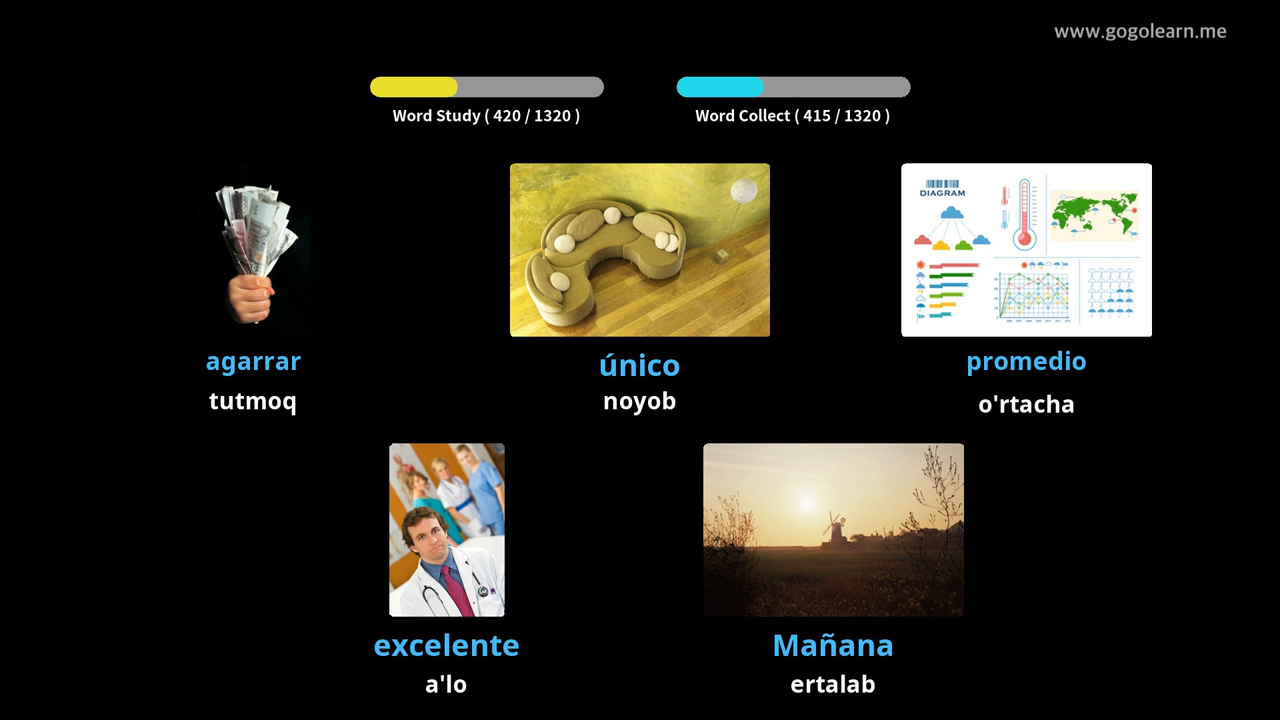 www.gogolearn.me
Word Study ( 420 / 1320 )
Word Collect ( 415 / 1320 )
DIAGRAM
agarrar
único
promedio
tutmoq
noyob
o'rtacha
excelente
Mañana
a'lo
ertalab